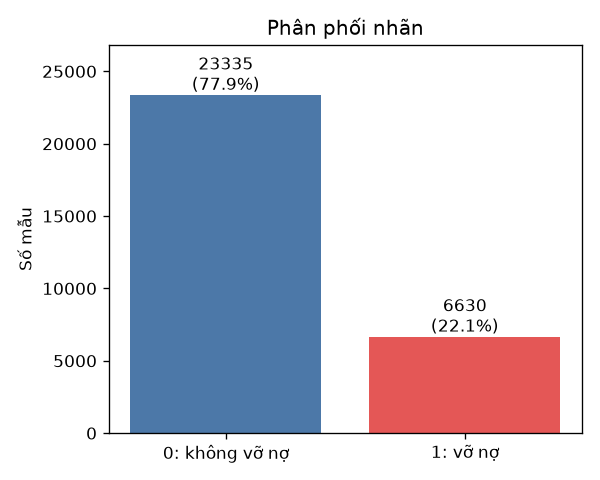 Phân phối nhãn
Số mẫu
25000
20000
15000
10000
5000
0
23335
(77.9%)
6630
(22.1%)
0: không vỡ nợ
1: vỡ nợ